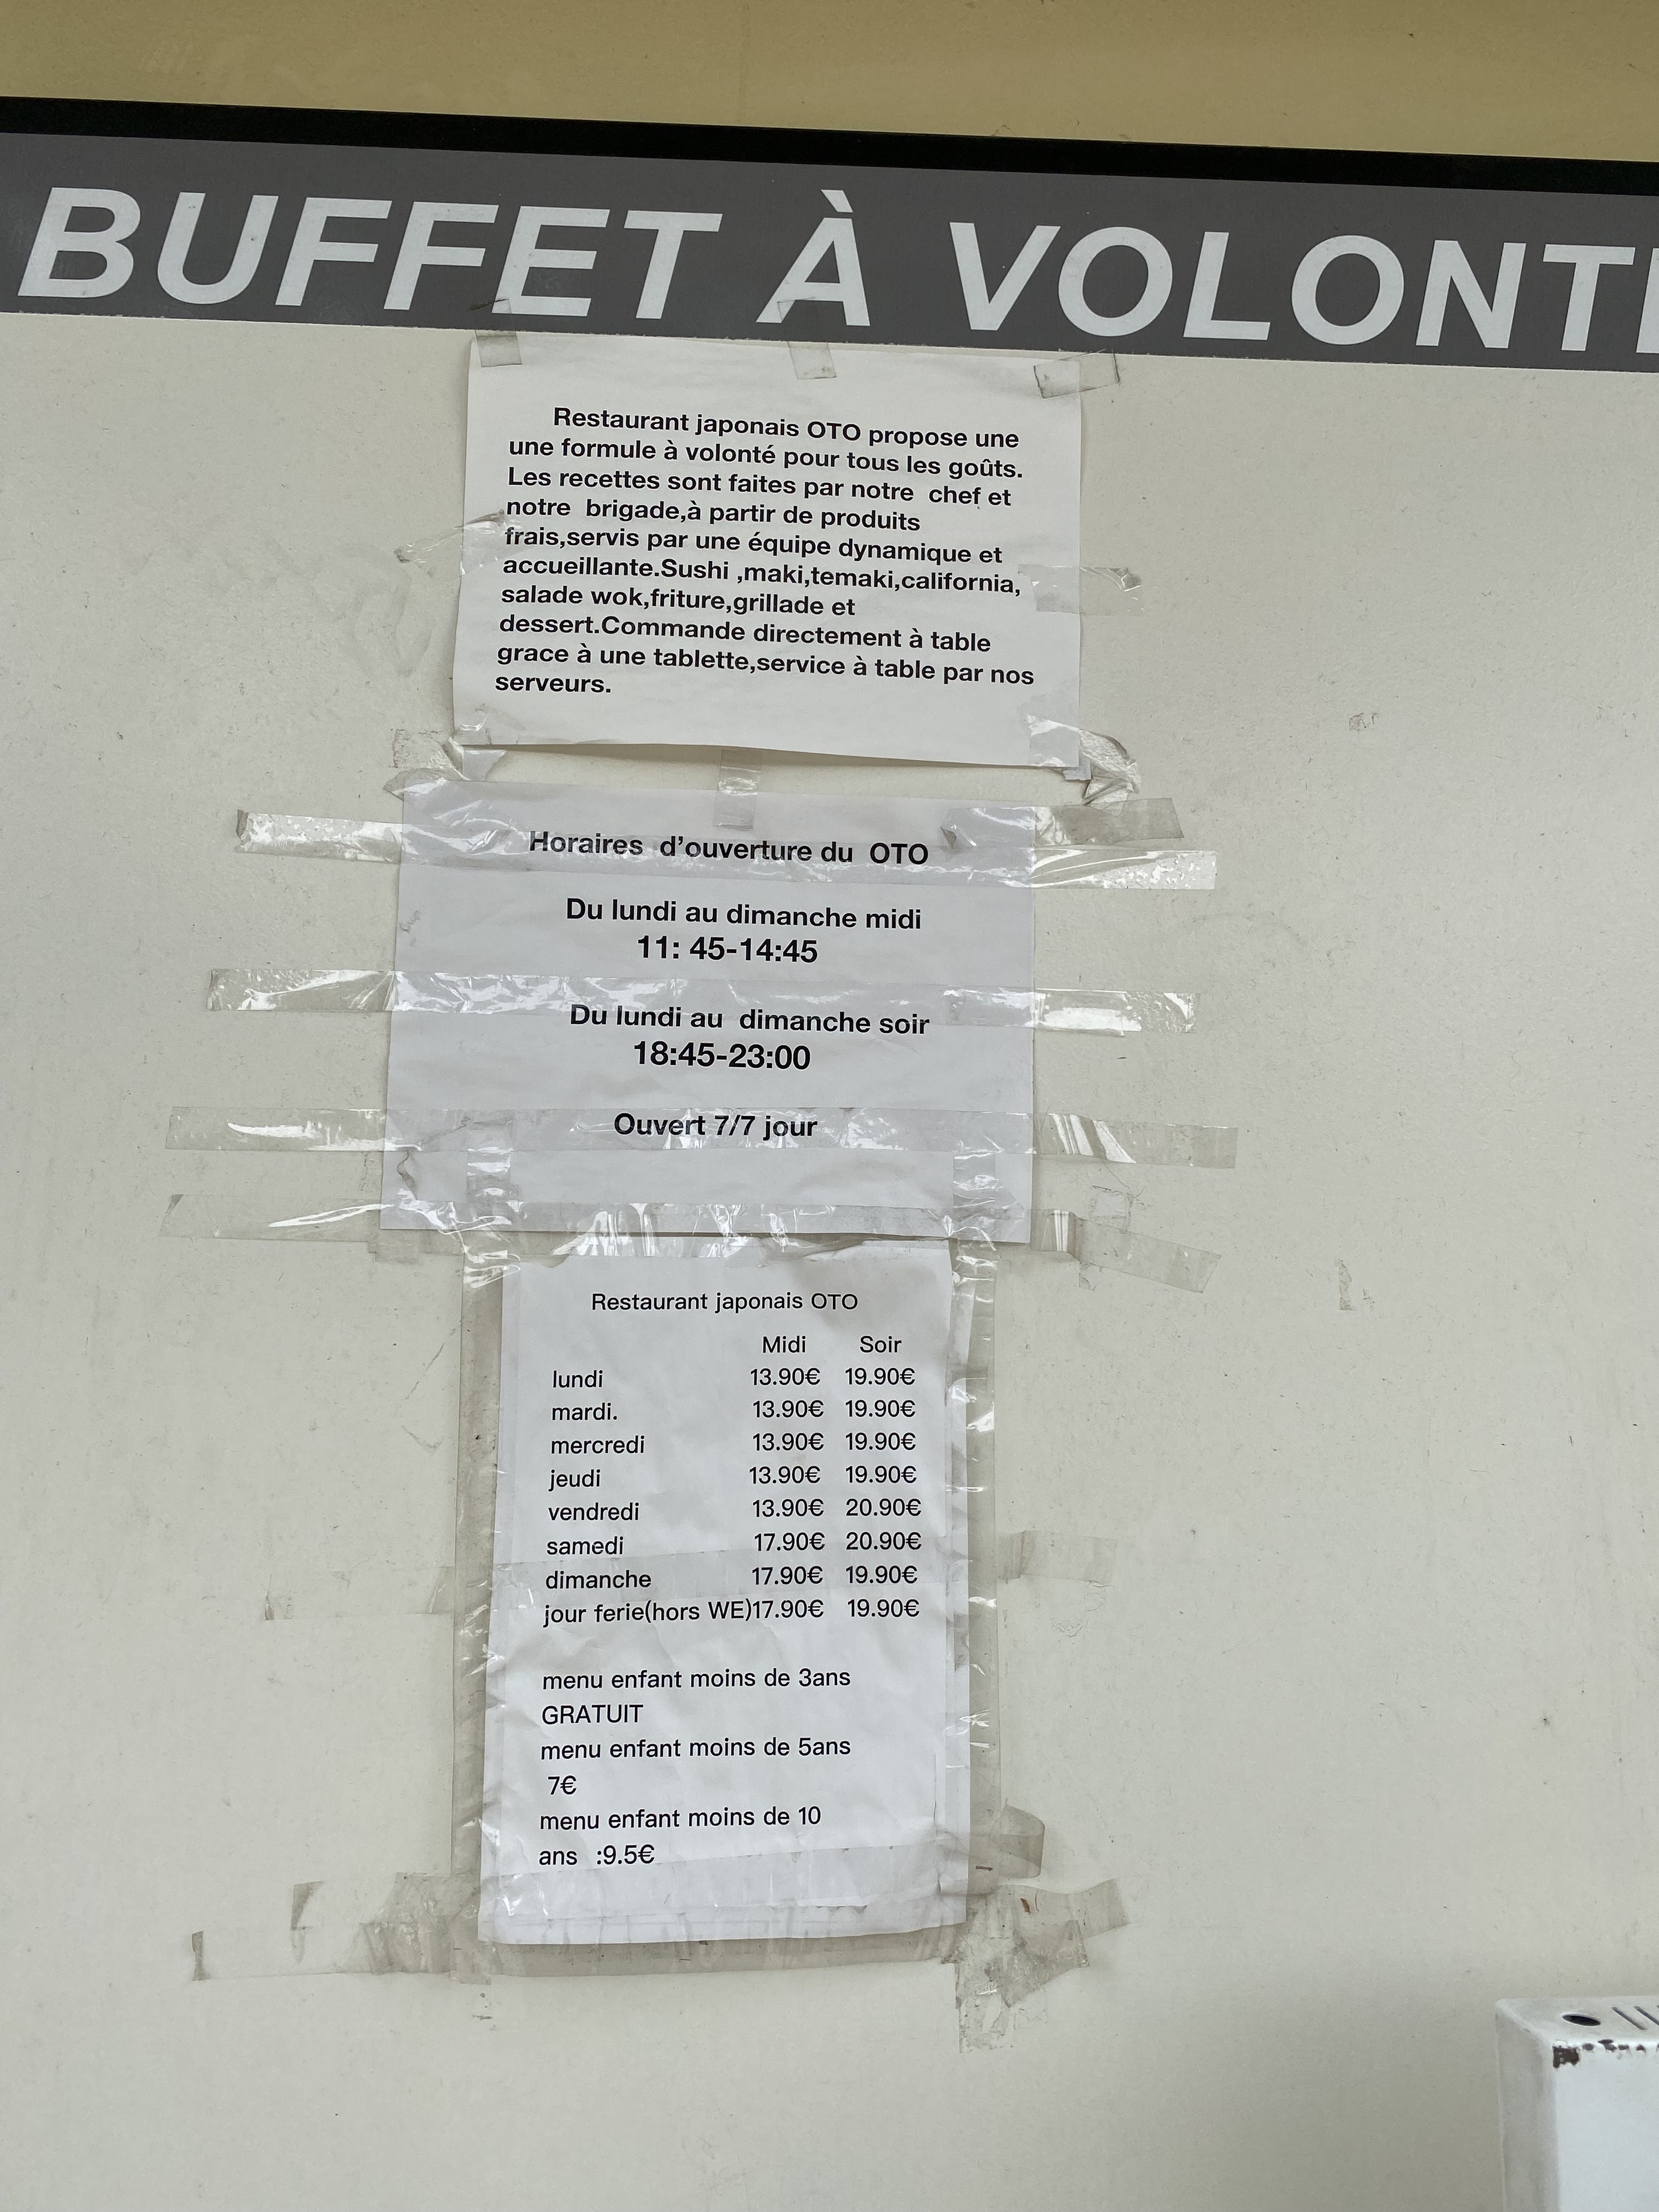 BUFFET À VOLONT
Restaurant japonais OTO propose une
une formule à volonté pour tous les goûts.
Les recettes sont faites par notre chef et
notre brigade,à partir de produits
frais,servis par une équipe dynamique et
accueillante.Sushi ,maki,temaki,california,
salade wok,friture,grillade et
dessert.Commande directement à table
grace à une tablette,service à table par nos
serveurs.
Horaires d'ouverture du OTO
Du lundi au dimanche midi
11: 45-14:45
Du lundi au dimanche soir
18:45-23:00
Ouvert 7/7 jour
Restaurant japonais OTO
Midi Soir
lundi 13.90€ 19.90€
mardi. 13.90€ 19.90€
mercredi 13.90€ 19.90€
jeudi 13.90€ 19.90€
vendredi 13.90€ 20.90€
samedi 17.90€ 20.90€
dimanche 17.90€ 19.90€
jour ferie(hors WE)17.90€ 19.90€
menu enfant moins de 3ans
GRATUIT
menu enfant moins de 5ans
7€
menu enfant moins de 10
ans :9.5€